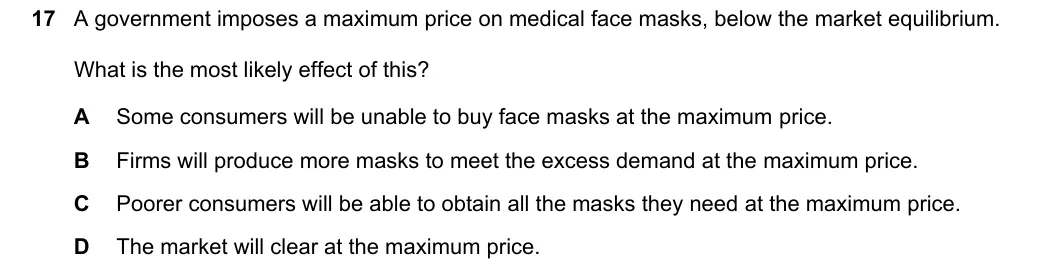 17 A government imposes a maximum price on medical face masks, below the market equilibrium.
What is the most likely effect of this?
A Some consumers will be unable to buy face masks at the maximum price.
B Firms will produce more masks to meet the excess demand at the maximum price.
C Poorer consumers will be able to obtain all the masks they need at the maximum price.
D The market will clear at the maximum price.